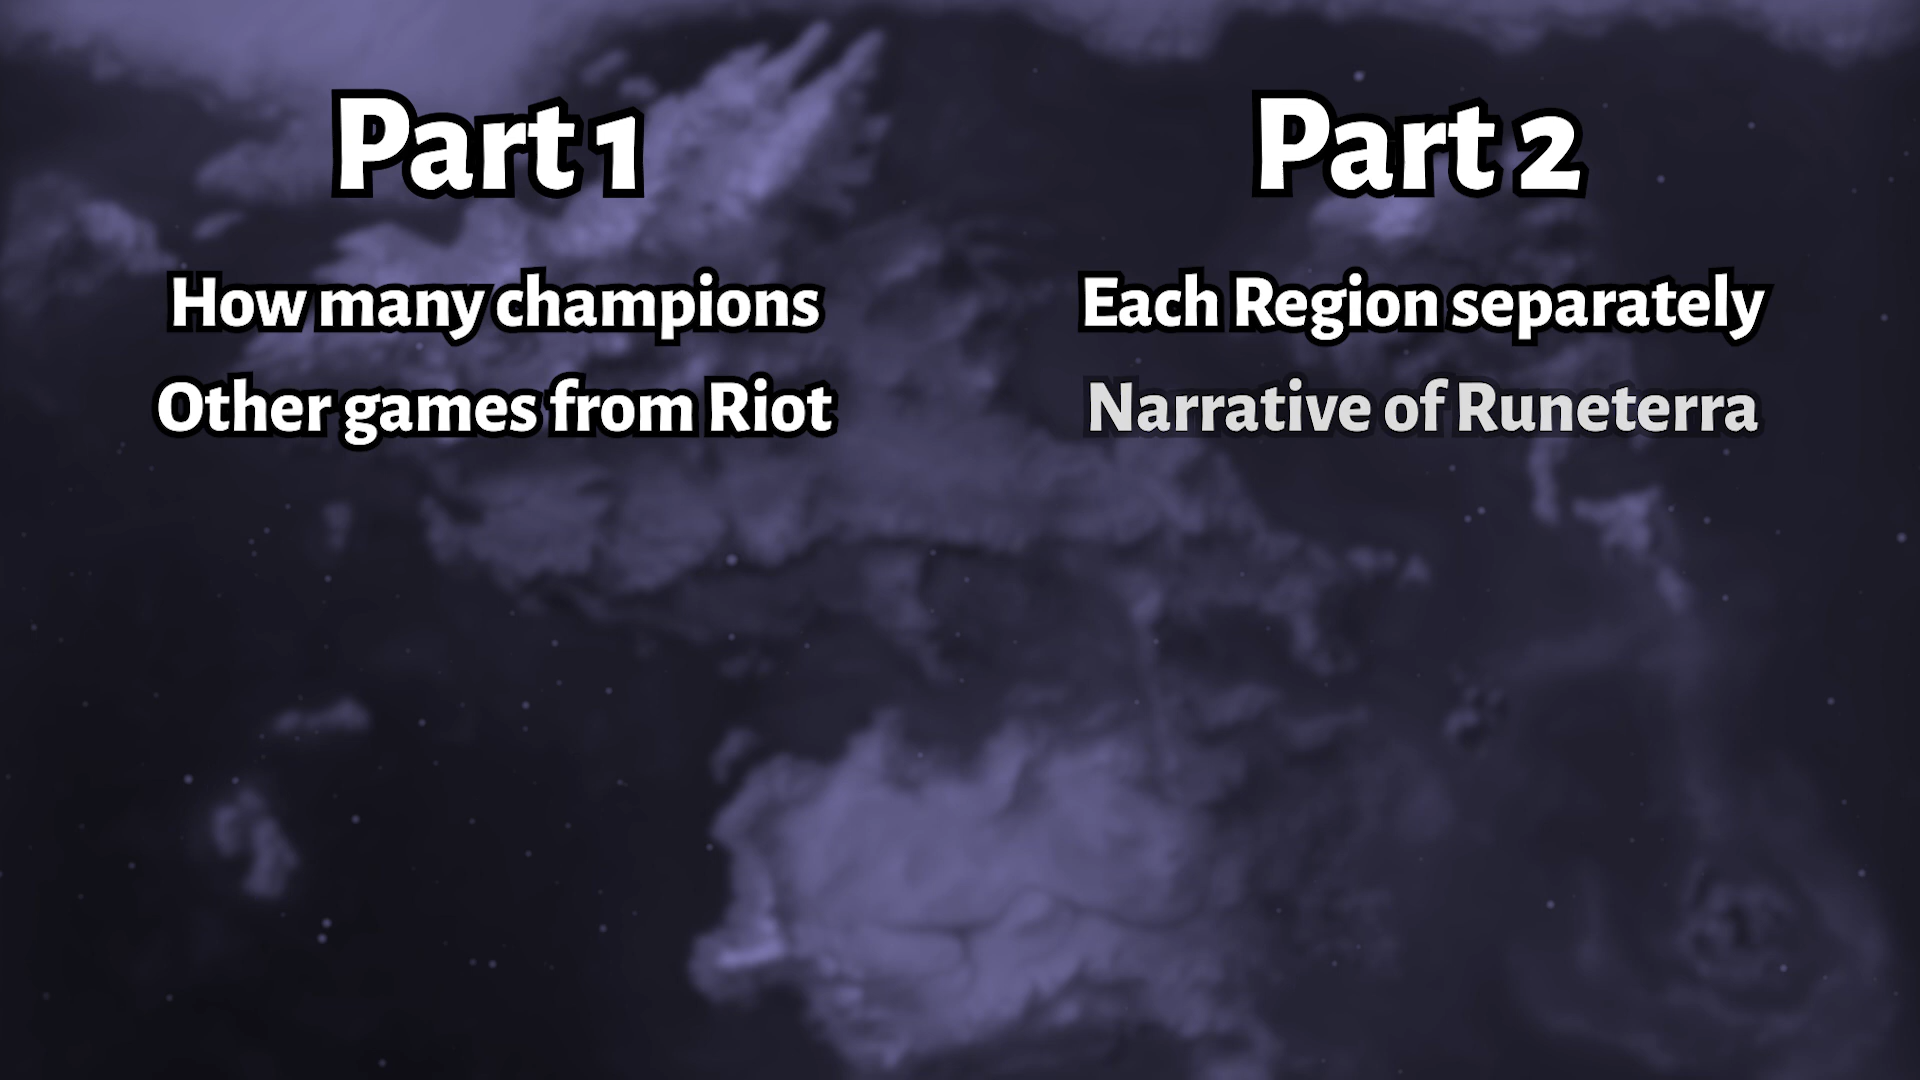 Part 1
How many champions
Other games from Riot
Part 2
Each Region separately
Narrative of Runeterra